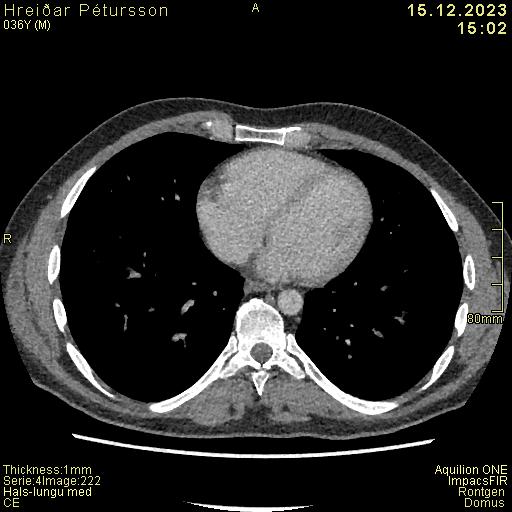 Hreiðar Pétursson
036Y (M)
A
15.12.2023
15:02
R
80mm
Thickness:1mm
Serie:4Image:222
Hals-lungu med
CE
Aquilion ONE
ImpacsFIR
Rontgen
Domus